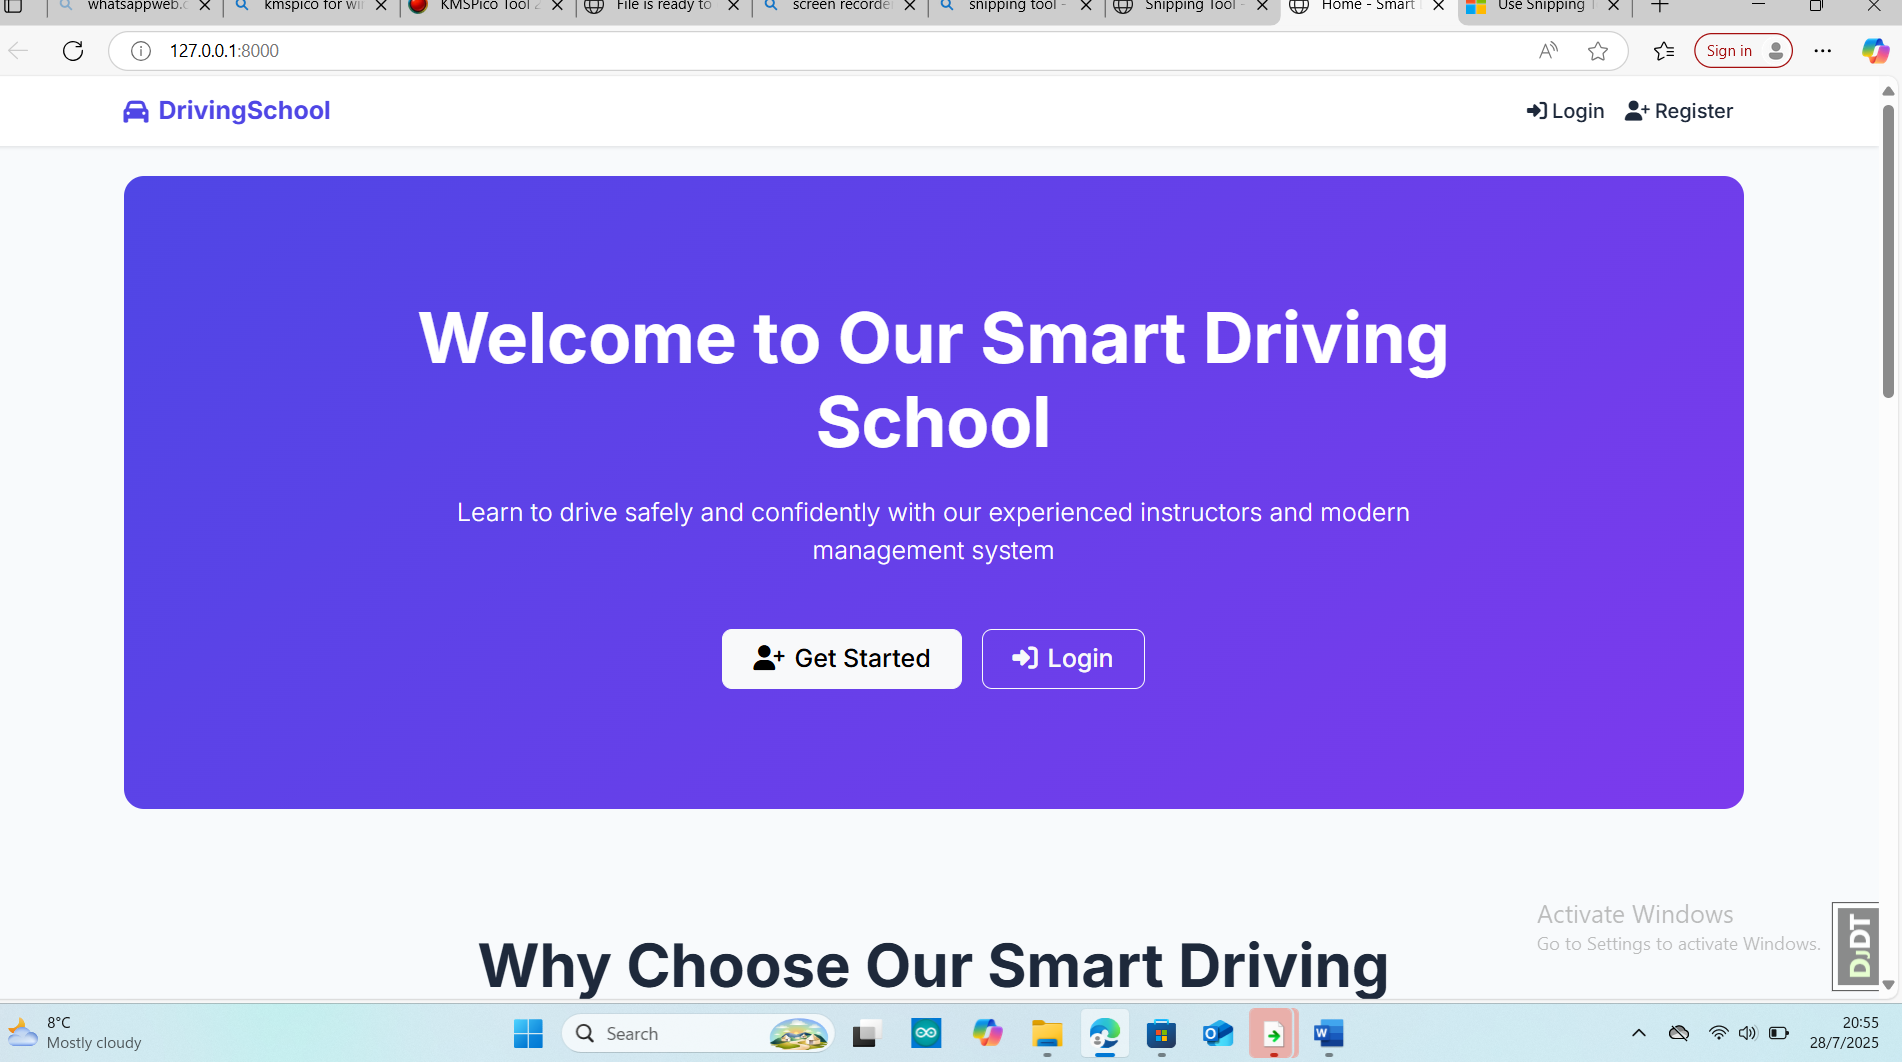 whatsappweb.c
kmspico for wi
KMSPico Tool 2
File is ready to
screen recorder
snipping tool -
Snipping Tool -
Home - Smart
Use Snipping
127.0.0.1:8000
Sign in
DrivingSchool
Login
Register
Welcome to Our Smart Driving
School
Learn to drive safely and confidently with our experienced instructors and modern
management system
Get Started
Login
Activate Windows
Go to Settings to activate Windows.
DJDT
Why Choose Our Smart Driving
8°C
Mostly cloudy
Search
20:55
28/7/2025